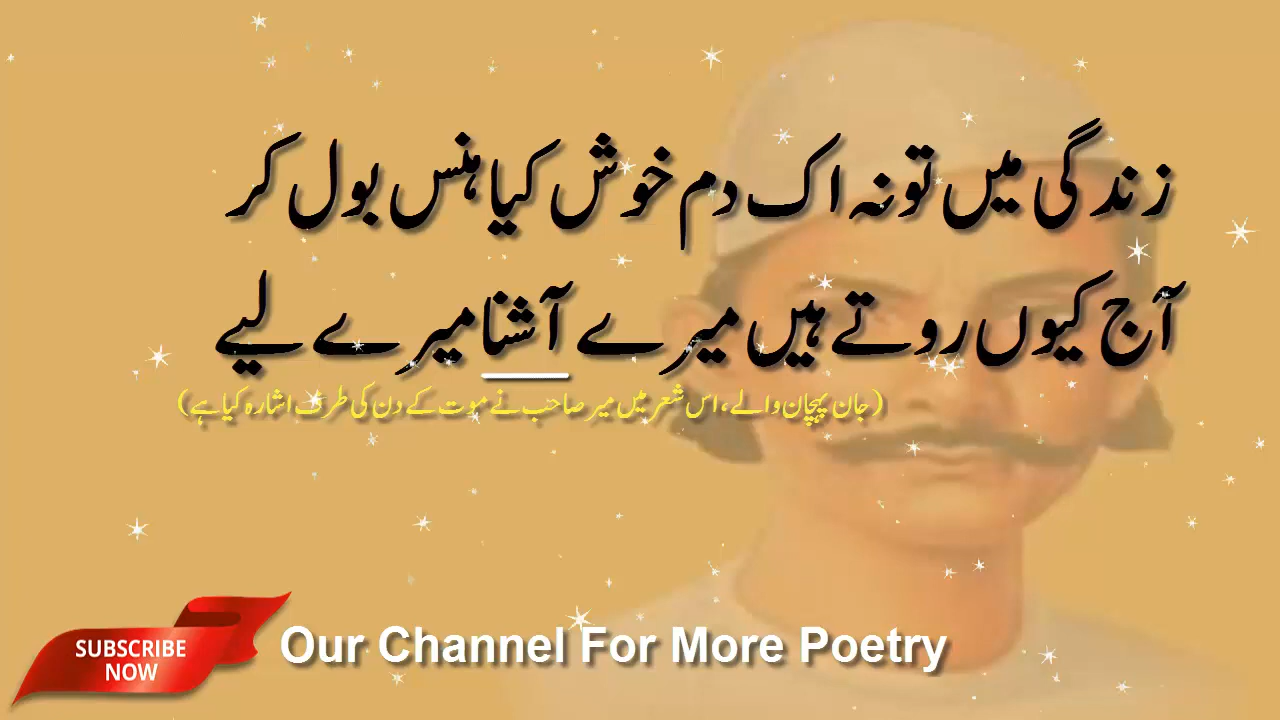 زندگی میں تو نہ اک دم خوش کیا ہنس بول کر
آج کیوں روتے ہیں میرے آشنا میرے لیے
(جان پہچان والے، اس شعر میں میر صاحب نے موت کے دن کی طرف اشارہ کیا ہے)
SUBSCRIBE
NOW
Our Channel For More Poetry